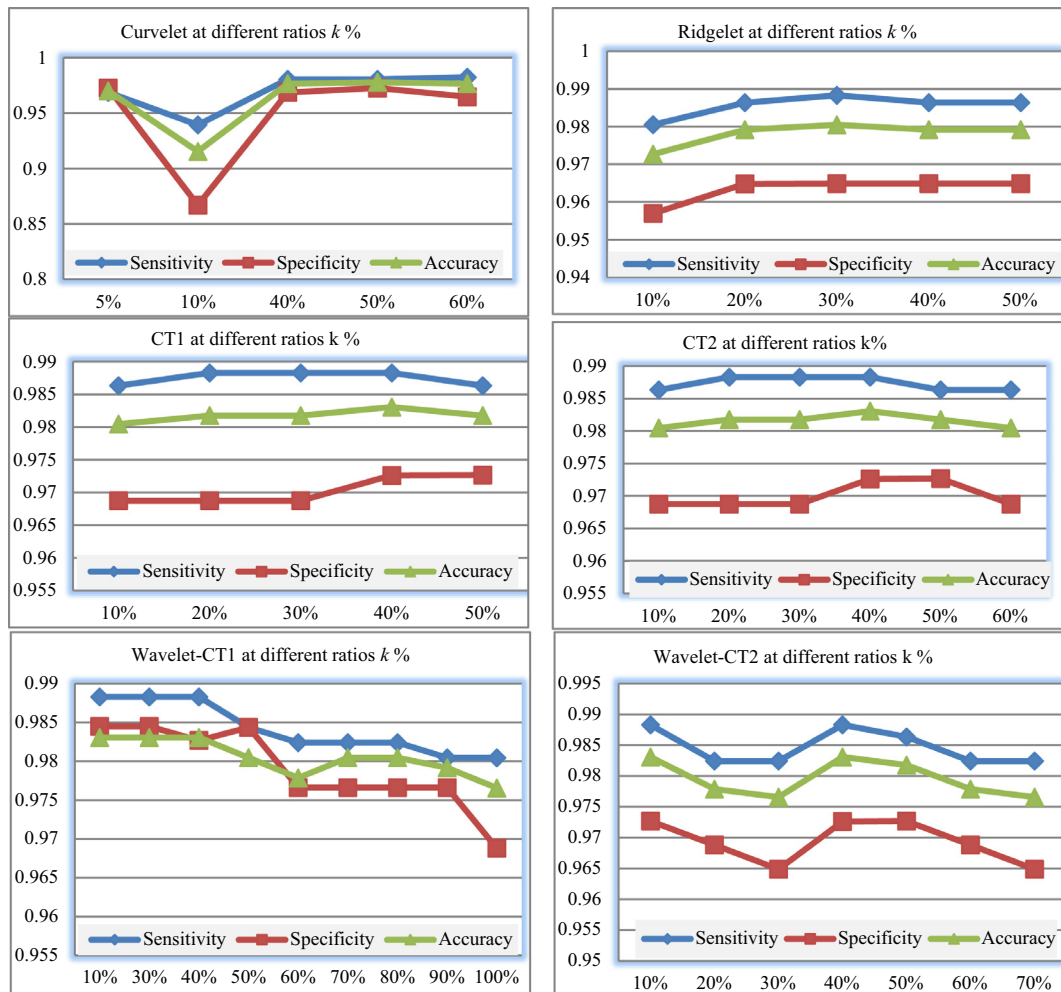 Curvelet at different ratios k %
1
0.95
0.9
0.85
0.8
Sensitivity Specificity Accuracy
5% 10% 40% 50% 60%
Ridgelet at different ratios k %
1
0.99
0.98
0.97
0.96
0.95
0.94
Sensitivity Specificity Accuracy
10% 20% 30% 40% 50%
CT1 at different ratios k %
0.99
0.985
0.98
0.975
0.97
0.965
0.96
0.955
Sensitivity Specificity Accuracy
10% 20% 30% 40% 50%
CT2 at different ratios k%
0.99
0.985
0.98
0.975
0.97
0.965
0.96
0.955
Sensitivity Specificity Accuracy
10% 20% 30% 40% 50% 60%
Wavelet-CT1 at different ratios k %
0.99
0.985
0.98
0.975
0.97
0.965
0.96
0.955
Sensitivity Specificity Accuracy
10% 30% 40% 50% 60% 70% 80% 90% 100%
Wavelet-CT2 at different ratios k %
0.995
0.99
0.985
0.98
0.975
0.97
0.965
0.96
0.955
0.95
Sensitivity Specificity Accuracy
10% 20% 30% 40% 50% 60% 70%